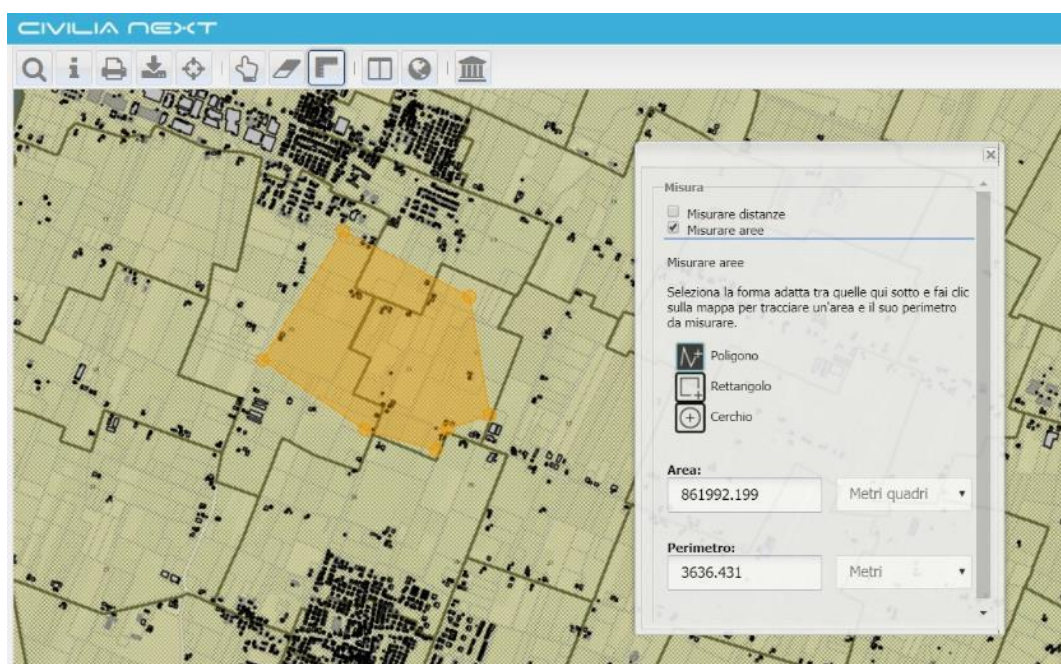 CIVILIA NEXT
Misura
Misurare distanze
Misurare aree
Misurare aree
Seleziona la forma adatta tra quelle qui sotto e fai clic
sulla mappa per tracciare un'area e il suo perimetro
da misurare.
Poligono
Rettangolo
Cerchio
Area:
861992.199 Metri quadri
Perimetro:
3636.431 Metri